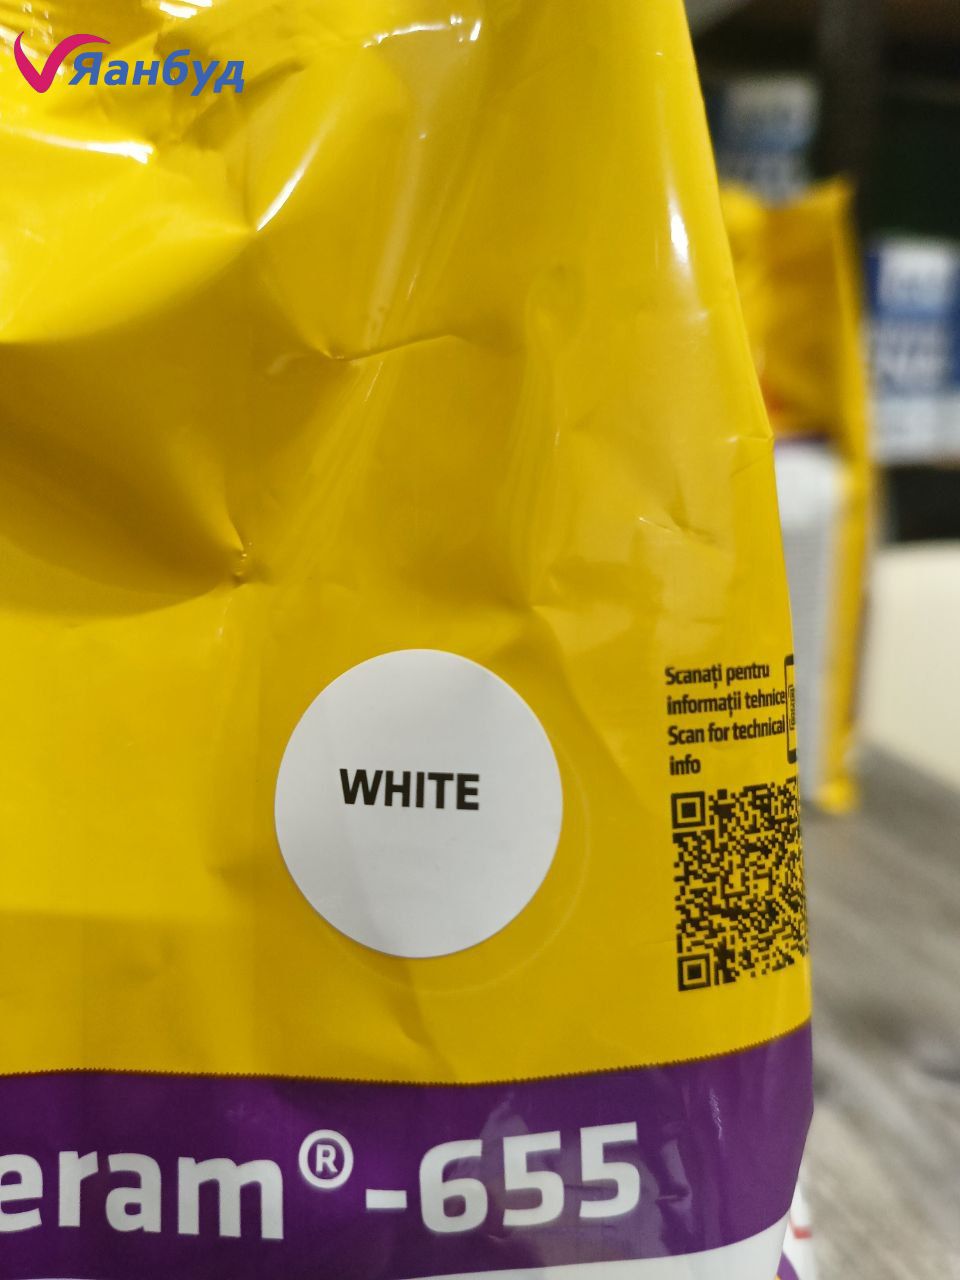 Яанбуд
WHITE
Scanați pentru
informații tehnice
Scan for technical
info
eram®-655